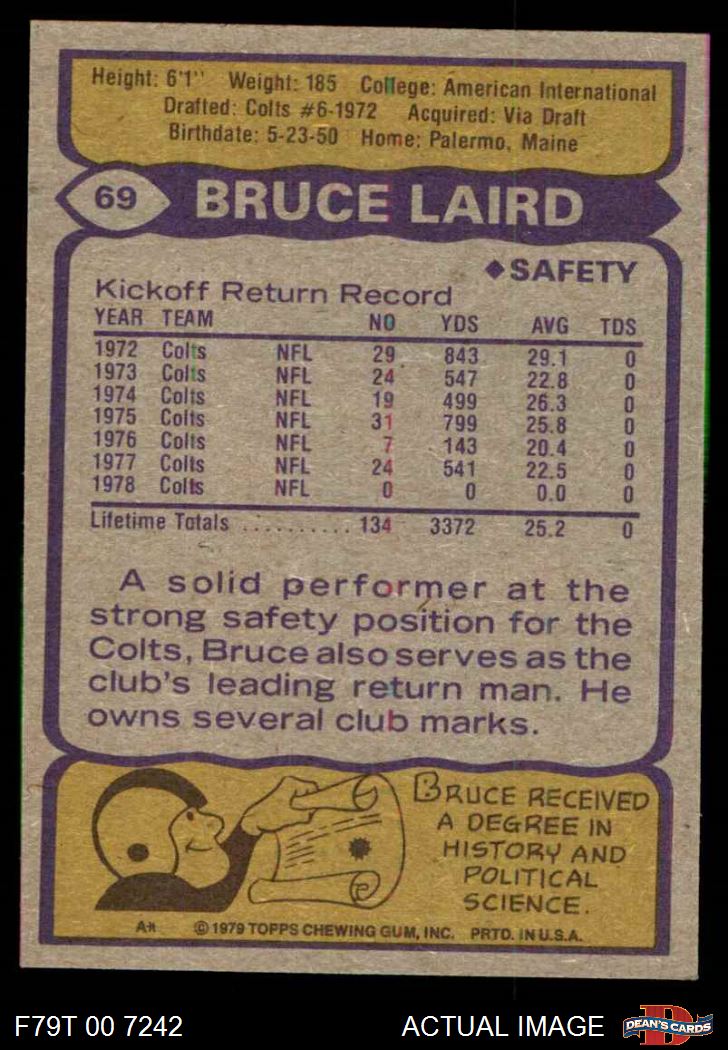 Height: 6'1" Weight: 185 College: American International
Drafted: Colts #6-1972 Acquired: Via Draft
Birthdate: 5-23-50 Home: Palermo, Maine
69 BRUCE LAIRD
◆SAFETY
Kickoff Return Record
YEAR TEAM NO YDS AVG TDS
1972 Colts NFL 29 843 29.1 0
1973 Colts NFL 24 547 22.8 0
1974 Colts NFL 19 499 26.3 0
1975 Colts NFL 31 799 25.8 0
1976 Colts NFL 7 143 20.4 0
1977 Colts NFL 24 541 22.5 0
1978 Colts NFL 0 0 0.0 0
Lifetime Totals .......... 134 3372 25.2 0
A solid performer at the
strong safety position for the
Colts, Bruce also serves as the
club's leading return man. He
owns several club marks.
BRUCE RECEIVED
A DEGREE IN
HISTORY AND
POLITICAL
SCIENCE.
© 1979 TOPPS CHEWING GUM, INC. PRTD. IN U.S.A.
F79T 00 7242 ACTUAL IMAGE DEAN'S CARDS